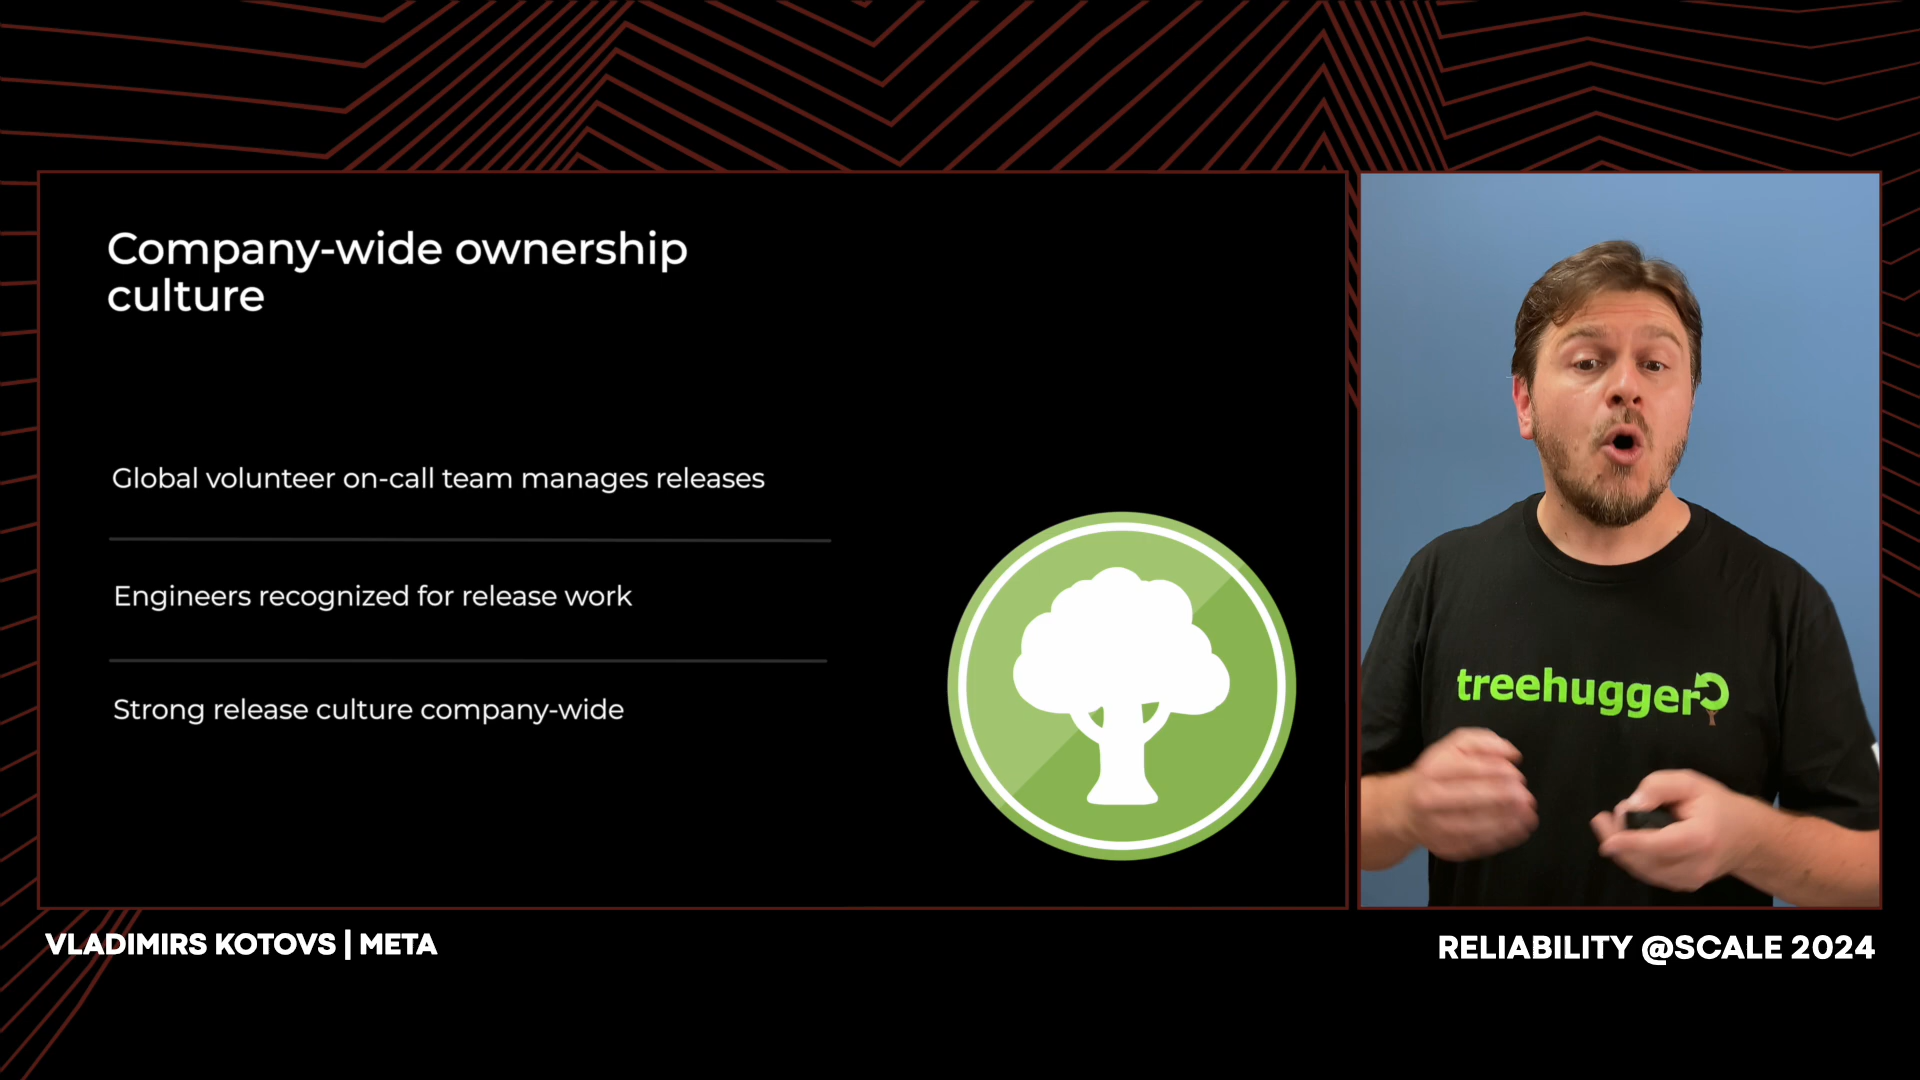 Company-wide ownership
culture
Global volunteer on-call team manages releases
Engineers recognized for release work
Strong release culture company-wide
treehugger
VLADIMIRS KOTOVS | META
RELIABILITY @SCALE 2024